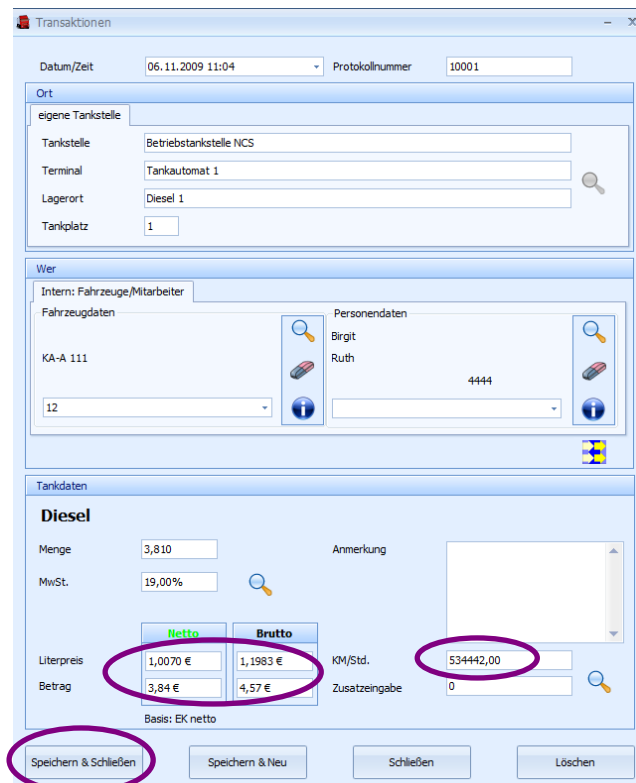 Transaktionen
Datum/Zeit 06.11.2009 11:04 Protokollnummer 10001
Ort
eigene Tankstelle
Tankstelle Betriebstankstelle NCS
Terminal Tankautomat 1
Lagerort Diesel 1
Tankplatz 1
Wer
Intern: Fahrzeuge/Mitarbeiter
Fahrzeugdaten Personendaten
Birgit
KA-A 111 Ruth
4444
12
Tankdaten
Diesel
Menge 3,810 Anmerkung
MwSt. 19,00%
Netto Brutto
Literpreis 1,0070 € 1,1983 € KM/Std. 534442,00
Betrag 3,84 € 4,57 € Zusatzeingabe 0
Basis: EK netto
Speichern & Schließen Speichern & Neu Schließen Löschen